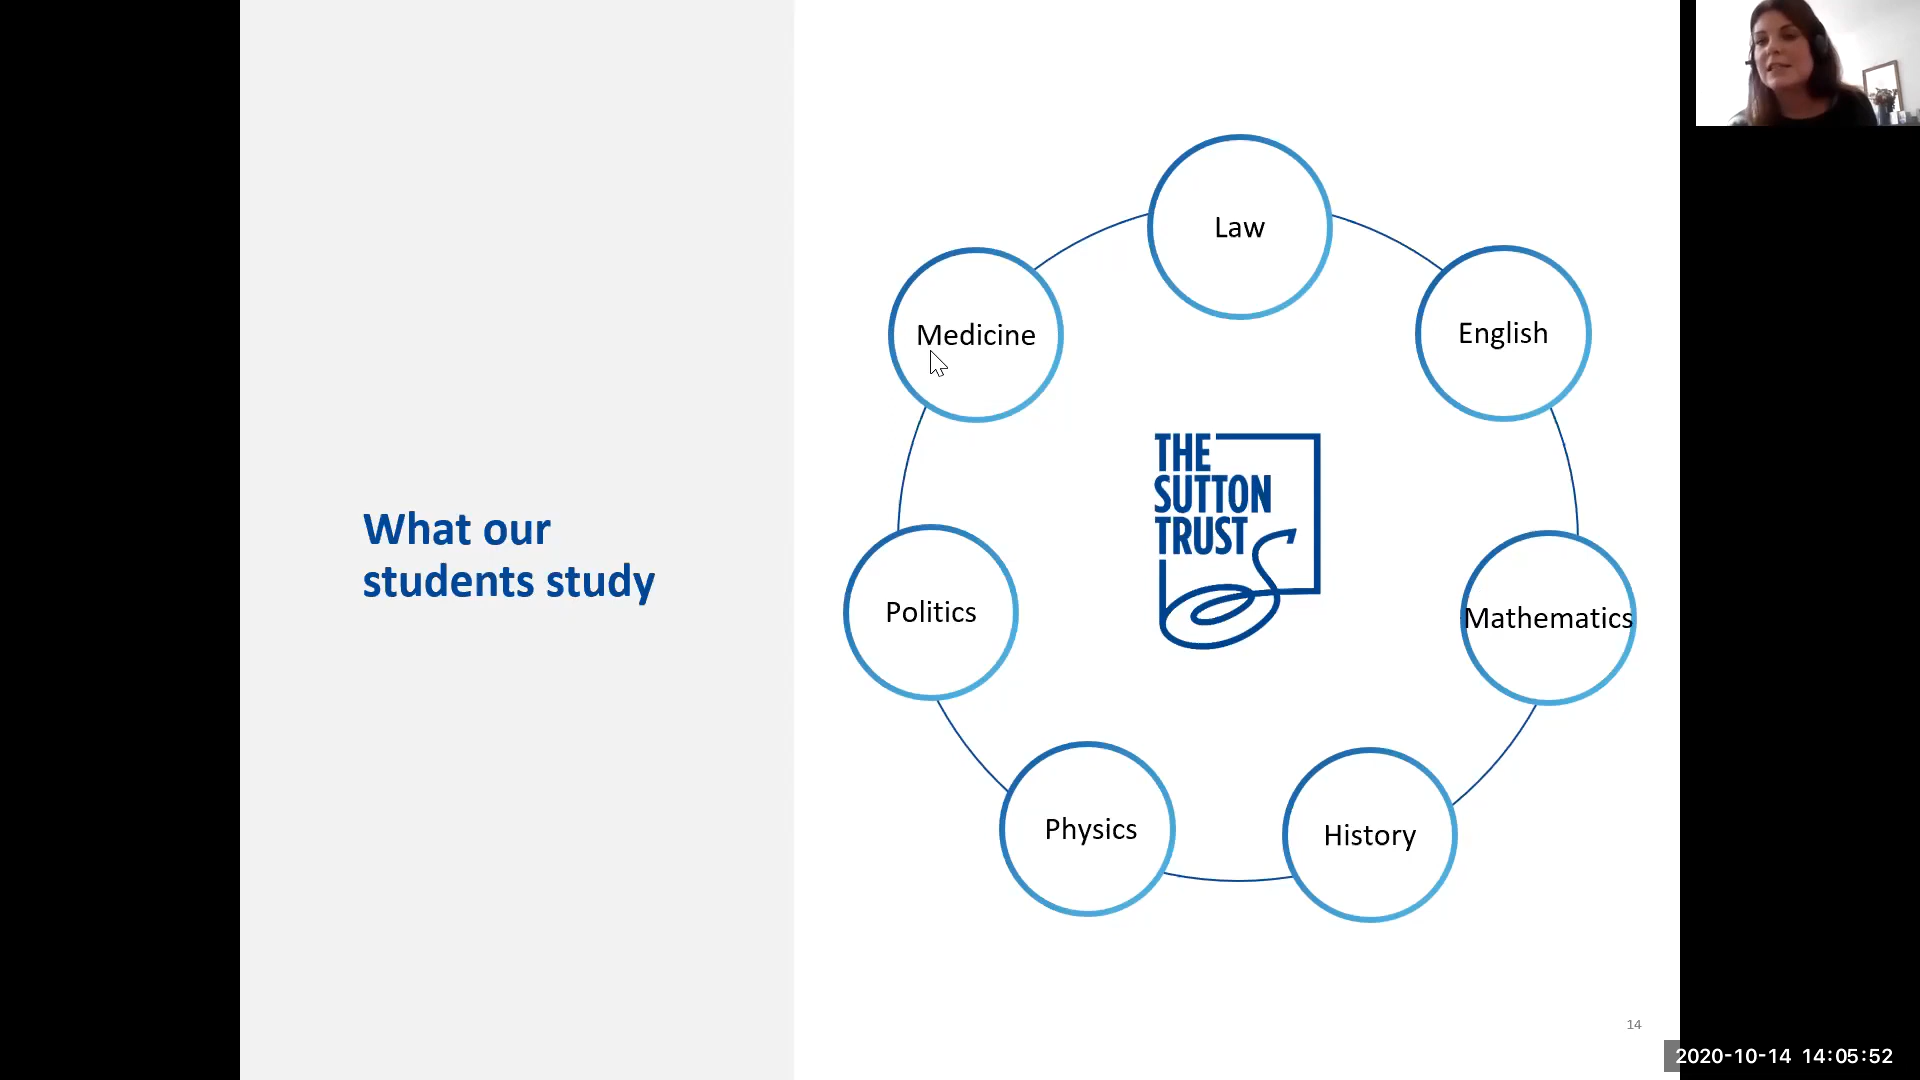 What our
students study
Law
Medicine
English
THE
SUTTON
TRUST
Politics
Mathematics
Physics
History
14
2020-10-14 14:05:52